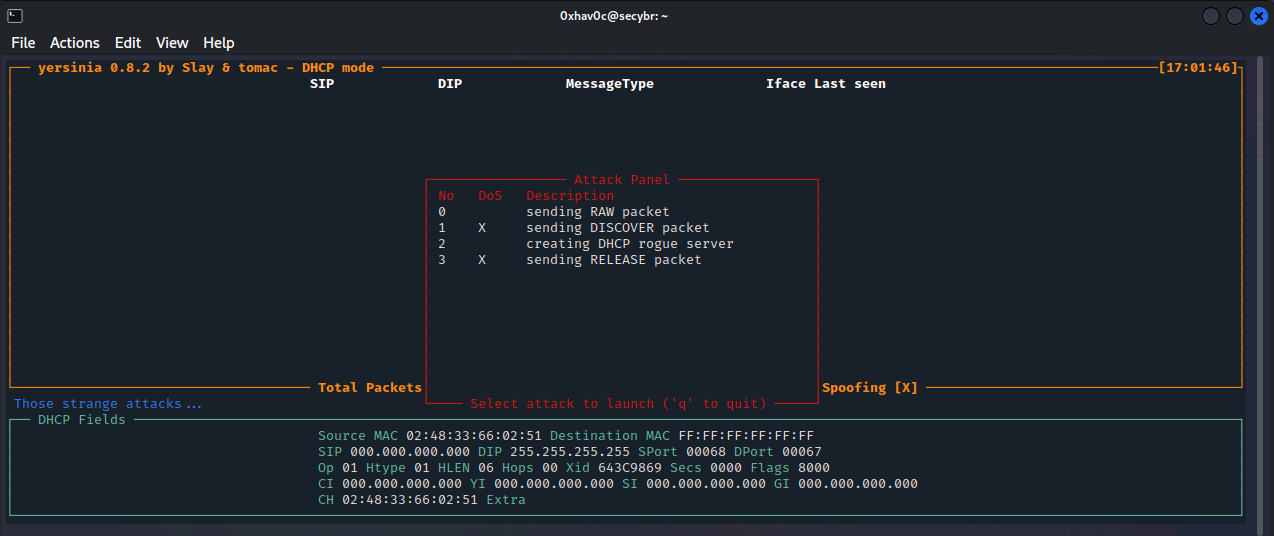 0xhav0c@secybr: ~
File Actions Edit View Help
yersinia 0.8.2 by Slay & tomac - DHCP mode [17:01:46]
SIP DIP MessageType Iface Last seen
Attack Panel
No DoS Description
0 sending RAW packet
1 X sending DISCOVER packet
2 creating DHCP rogue server
3 X sending RELEASE packet
Total Packets Spoofing [X]
Those strange attacks... Select attack to launch ('q' to quit)
DHCP Fields
Source MAC 02:48:33:66:02:51 Destination MAC FF:FF:FF:FF:FF:FF
SIP 000.000.000.000 DIP 255.255.255.255 SPort 00068 DPort 00067
Op 01 Htype 01 HLEN 06 Hops 00 Xid 643C9869 Secs 0000 Flags 8000
CI 000.000.000.000 YI 000.000.000.000 SI 000.000.000.000 GI 000.000.000.000
CH 02:48:33:66:02:51 Extra